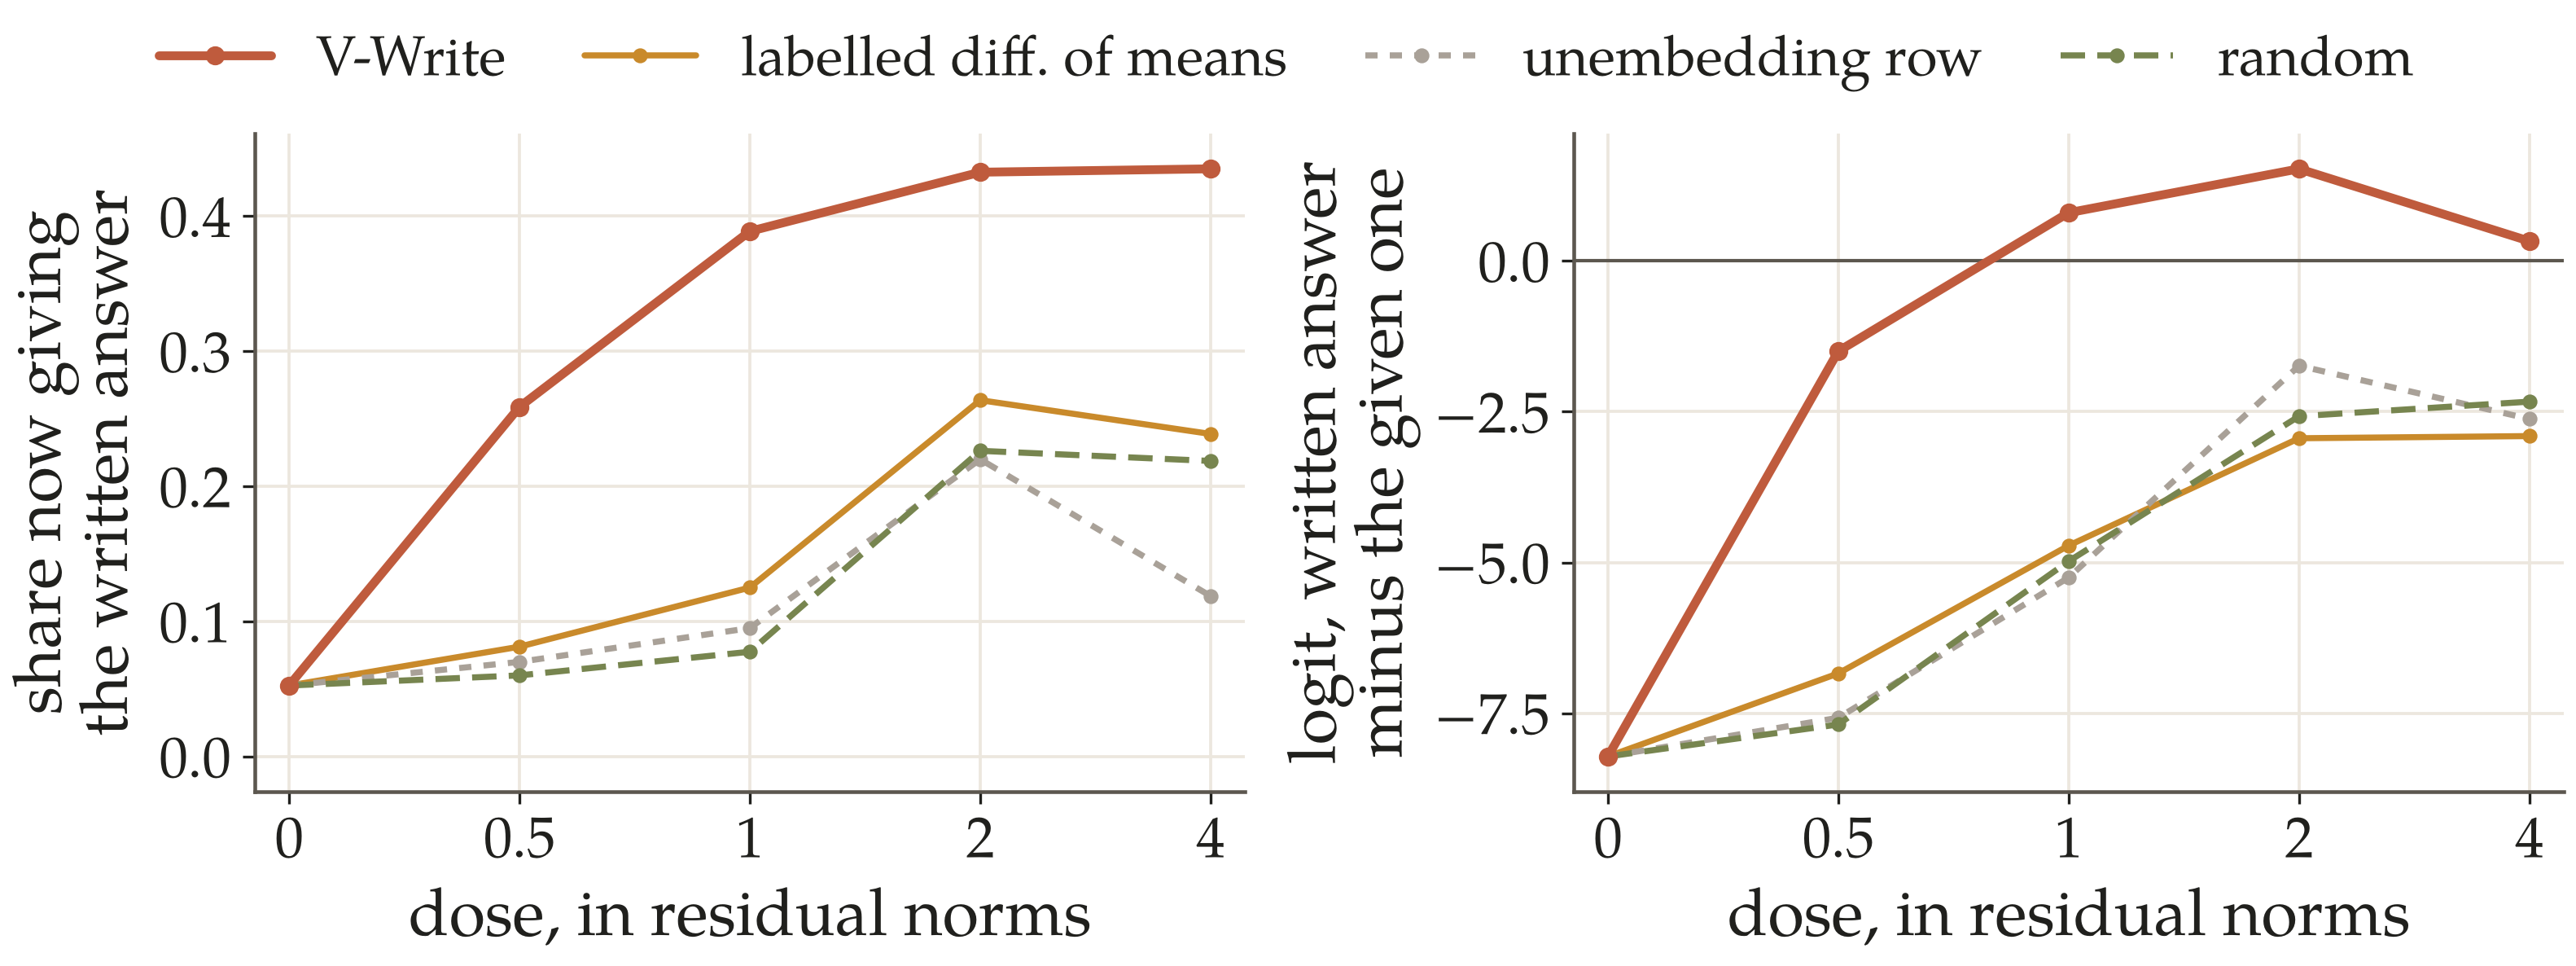 V-Write labelled diff. of means unembedding row random
share now giving
the written answer
0.4
0.3
0.2
0.1
0.0
0 0.5 1 2 4
dose, in residual norms
logit, written answer
minus the given one
0.0
−2.5
−5.0
−7.5
0 0.5 1 2 4
dose, in residual norms